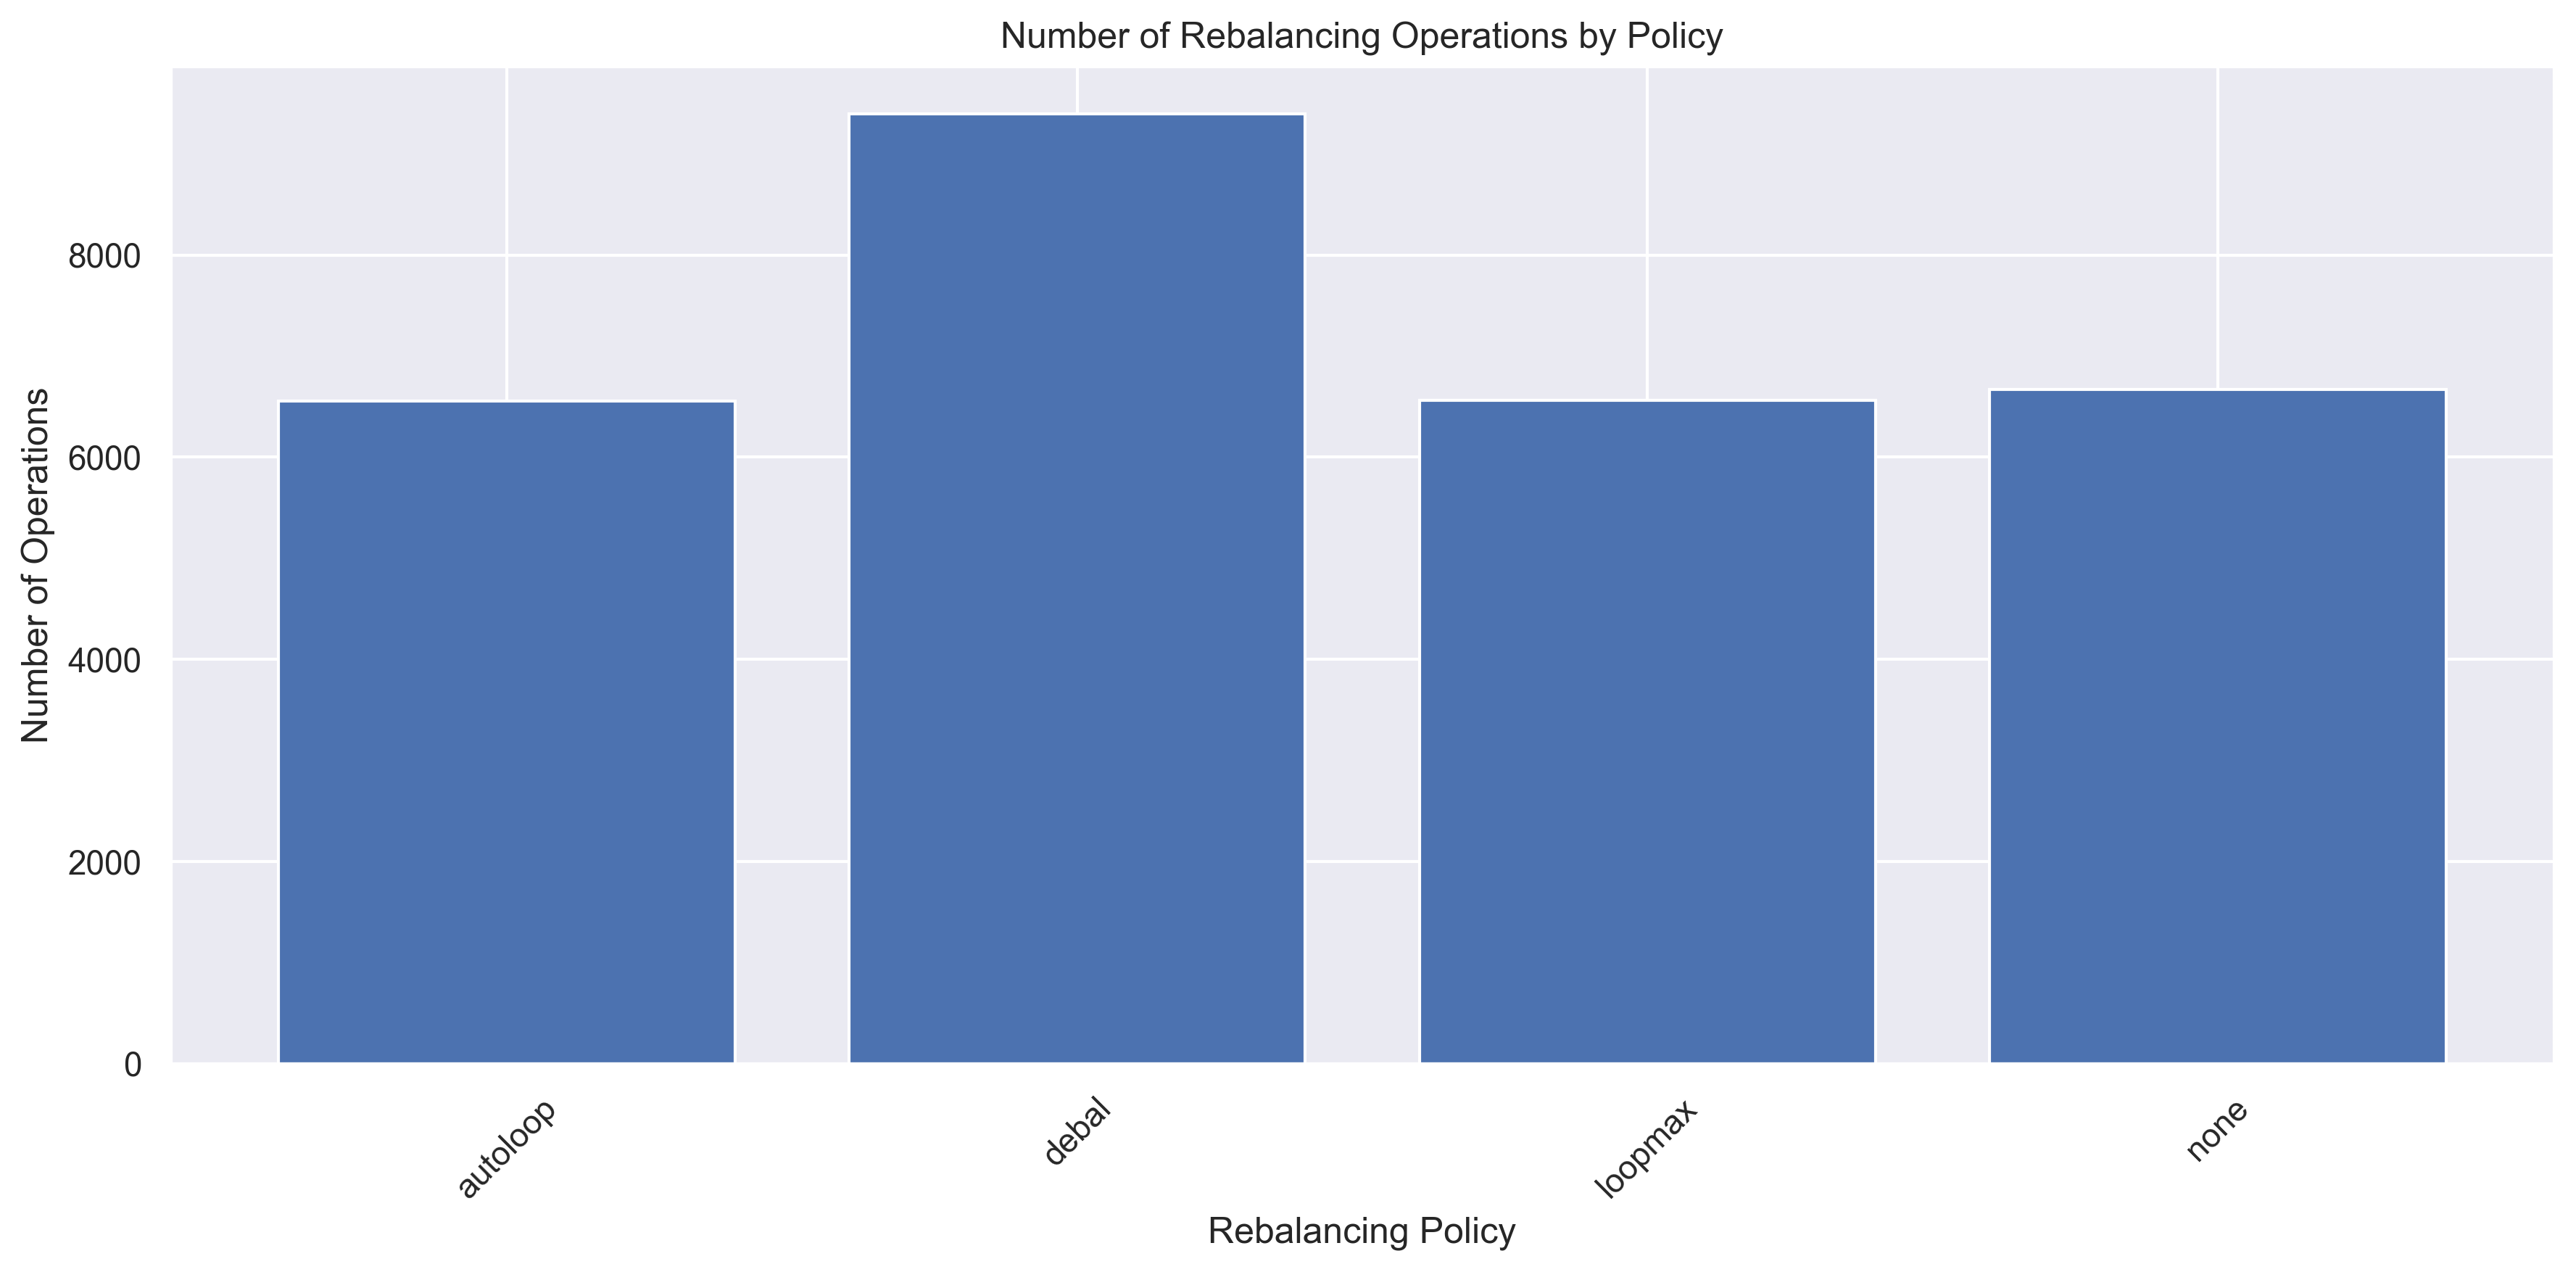 Number of Rebalancing Operations by Policy
Number of Operations
8000
6000
4000
2000
0
autoloop
debal
loopmax
none
Rebalancing Policy